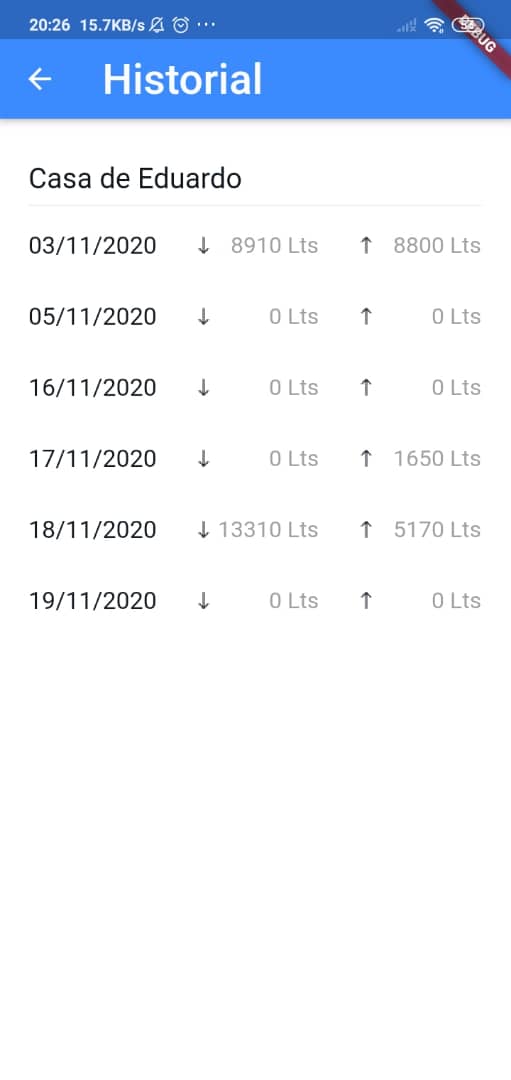 20:26 15.7KB/s ...
Historial
Casa de Eduardo
03/11/2020 ↓ 8910 Lts ↑ 8800 Lts
05/11/2020 ↓ 0 Lts ↑ 0 Lts
16/11/2020 ↓ 0 Lts ↑ 0 Lts
17/11/2020 ↓ 0 Lts ↑ 1650 Lts
18/11/2020 ↓ 13310 Lts ↑ 5170 Lts
19/11/2020 ↓ 0 Lts ↑ 0 Lts